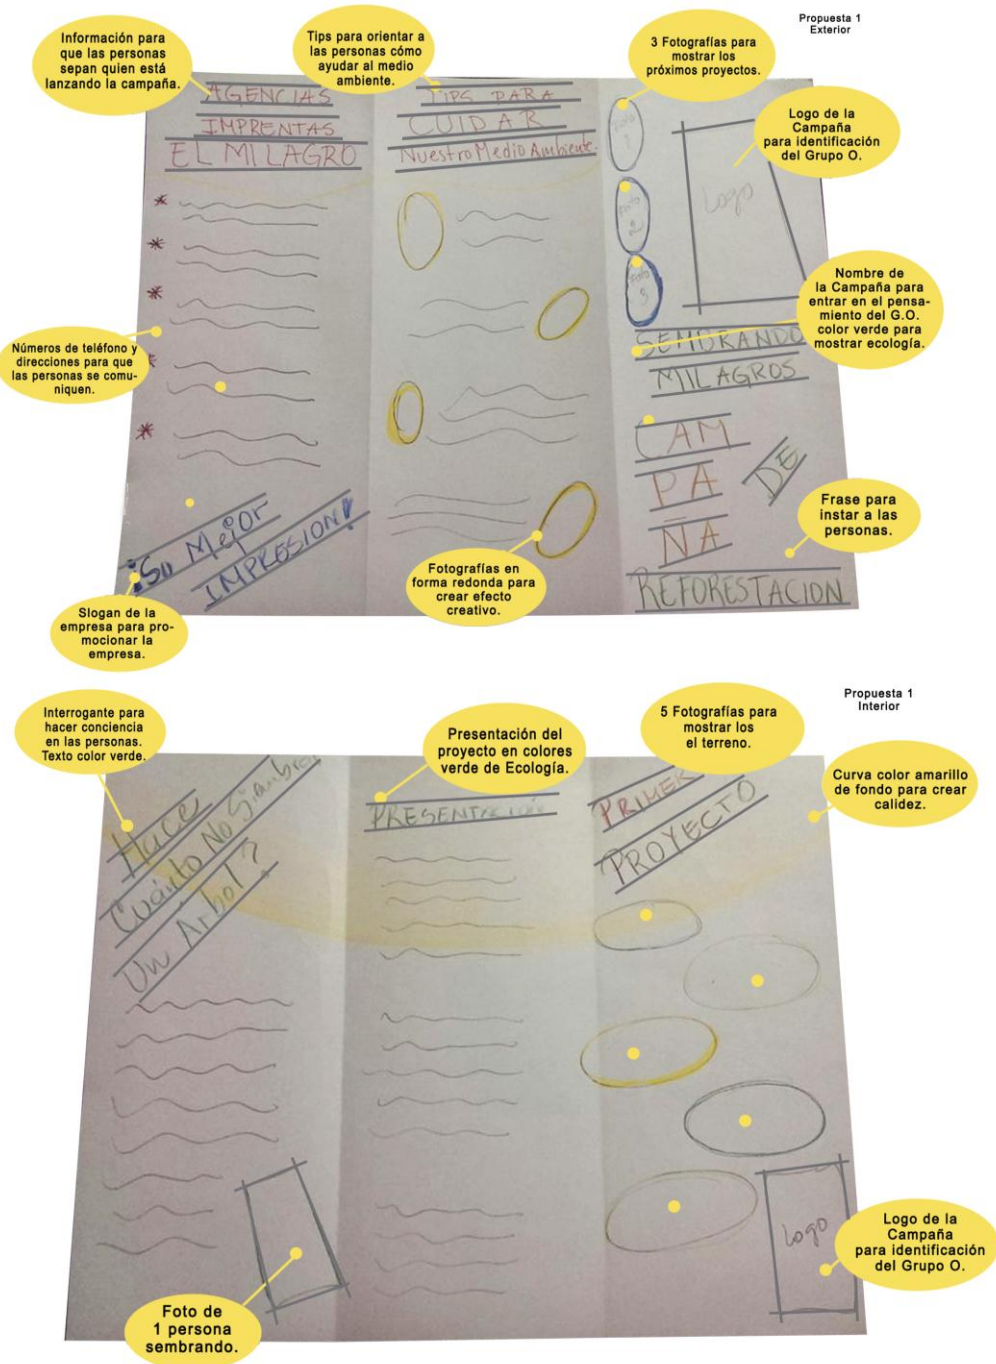 Propuesta 1
Exterior
Información para
que las personas
sepan quien está
lanzando la campaña.
Tips para orientar a
las personas cómo
ayudar al medio
ambiente.
3 Fotografías para
mostrar los
próximos proyectos.
Logo de la
Campaña
para identificación
del Grupo O.
AGENCIAS
IMPRENTAS
EL MILAGRO
TIPS PARA
CUIDAR
Nuestro Medio Ambiente.
Foto
1
Foto
2
Foto
3
Logo
Nombre de
la Campaña para
entrar en el pensa-
miento del G.O.
color verde para
mostrar ecología.
Números de teléfono y
direcciones para que
las personas se comu-
niquen.
SEMBRANDO
MILAGROS
CAM
PA
ÑA
DE
REFORESTACION
Frase para
instar a las
personas.
¡Su Mejor
IMPRESION!
Fotografías en
forma redonda para
crear efecto
creativo.
Slogan de la
empresa para pro-
mocionar la
empresa.
Propuesta 1
Interior
Interrogante para
hacer conciencia
en las personas.
Texto color verde.
Presentación del
proyecto en colores
verde de Ecología.
5 Fotografías para
mostrar los
el terreno.
Curva color amarillo
de fondo para crear
calidez.
Hace
Cuánto No Siembra
Un Arbol?
PRESENTACIÓN
PRIMER
PROYECTO
logo
Logo de la
Campaña
para identificación
del Grupo O.
Foto de
1 persona
sembrando.